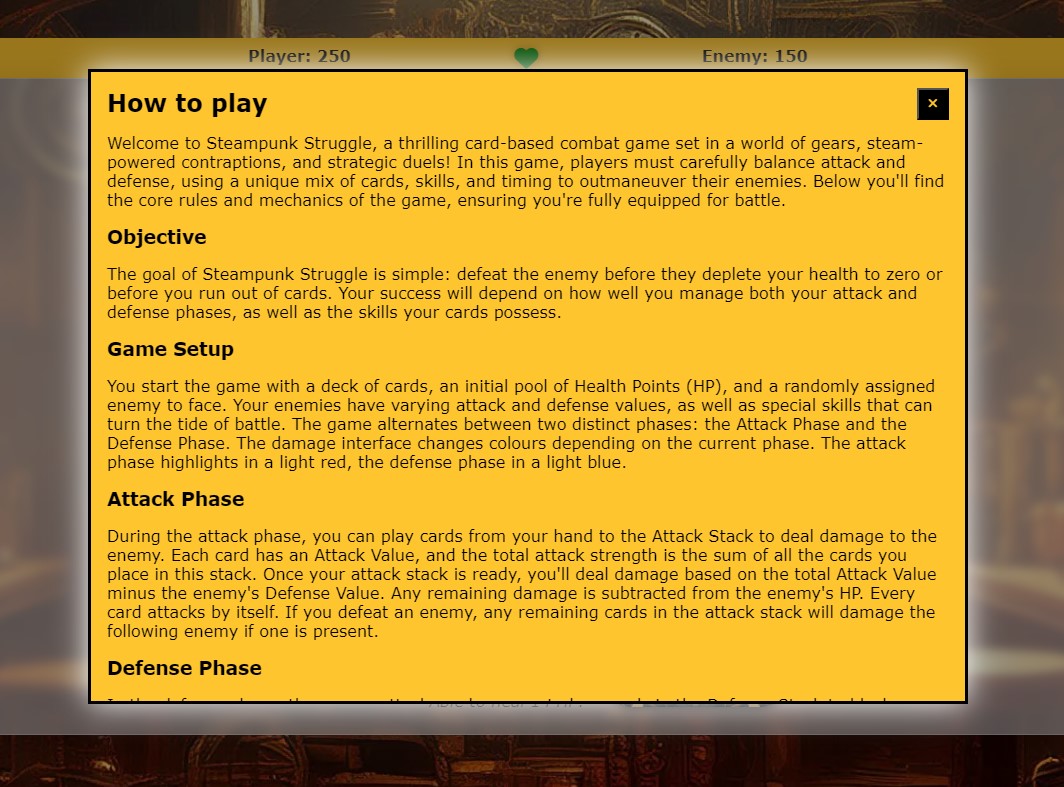 Player: 250
Enemy: 150
How to play
×
Welcome to Steampunk Struggle, a thrilling card-based combat game set in a world of gears, steam-
powered contraptions, and strategic duels! In this game, players must carefully balance attack and
defense, using a unique mix of cards, skills, and timing to outmaneuver their enemies. Below you'll find
the core rules and mechanics of the game, ensuring you're fully equipped for battle.
Objective
The goal of Steampunk Struggle is simple: defeat the enemy before they deplete your health to zero or
before you run out of cards. Your success will depend on how well you manage both your attack and
defense phases, as well as the skills your cards possess.
Game Setup
You start the game with a deck of cards, an initial pool of Health Points (HP), and a randomly assigned
enemy to face. Your enemies have varying attack and defense values, as well as special skills that can
turn the tide of battle. The game alternates between two distinct phases: the Attack Phase and the
Defense Phase. The damage interface changes colours depending on the current phase. The attack
phase highlights in a light red, the defense phase in a light blue.
Attack Phase
During the attack phase, you can play cards from your hand to the Attack Stack to deal damage to the
enemy. Each card has an Attack Value, and the total attack strength is the sum of all the cards you
place in this stack. Once your attack stack is ready, you'll deal damage based on the total Attack Value
minus the enemy's Defense Value. Any remaining damage is subtracted from the enemy's HP. Every
card attacks by itself. If you defeat an enemy, any remaining cards in the attack stack will damage the
following enemy if one is present.
Defense Phase